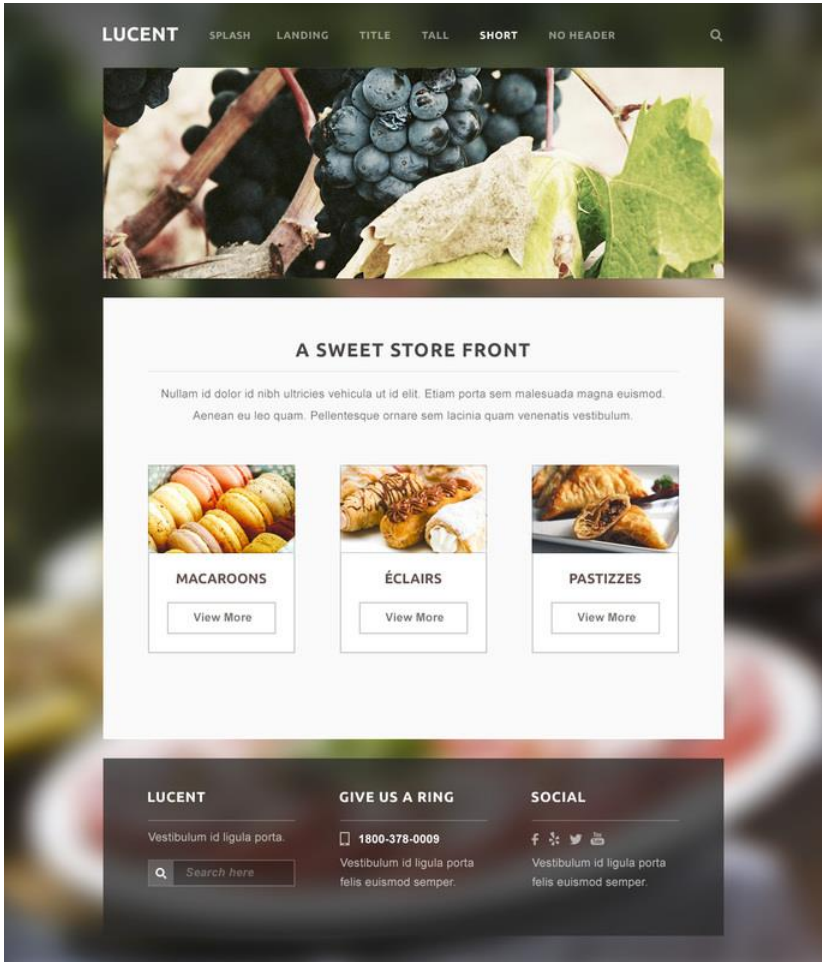 LUCENT SPLASH LANDING TITLE TALL SHORT NO HEADER
A SWEET STORE FRONT
Nullam id dolor id nibh ultricies vehicula ut id elit. Etiam porta sem malesuada magna euismod.
Aenean eu leo quam. Pellentesque ornare sem lacinia quam venenatis vestibulum.
MACAROONS
View More
ÉCLAIRS
View More
PASTIZZES
View More
LUCENT
Vestibulum id ligula porta.
Search here
GIVE US A RING
1800-378-0009
Vestibulum id ligula porta
felis euismod semper.
SOCIAL
You Tube
Vestibulum id ligula porta
felis euismod semper.